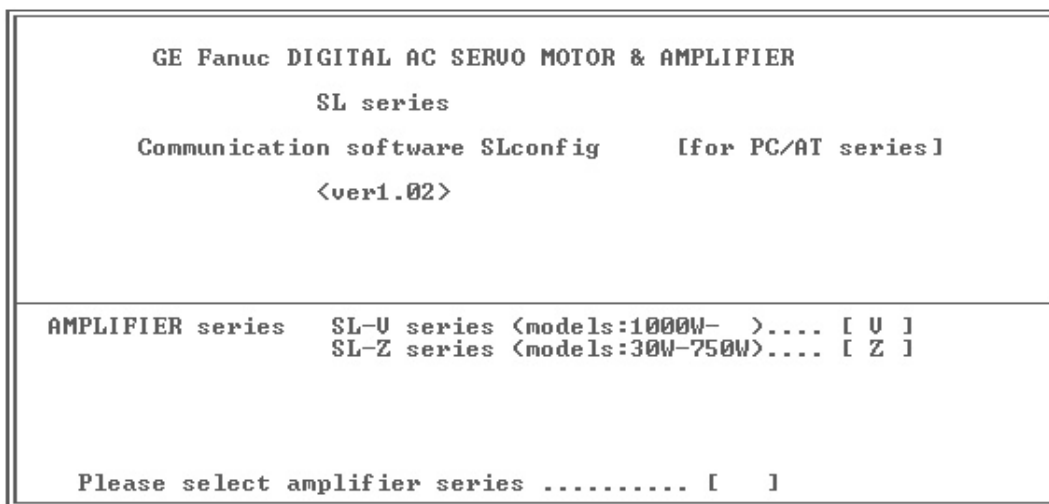 GE Fanuc DIGITAL AC SERVO MOTOR & AMPLIFIER
SL series
Communication software SLconfig [for PC/AT series]
<ver1.02>
AMPLIFIER series SL-V series (models:1000W- ).... [ V ]
SL-Z series (models:30W-750W).... [ Z ]
Please select amplifier series .......... [ ]